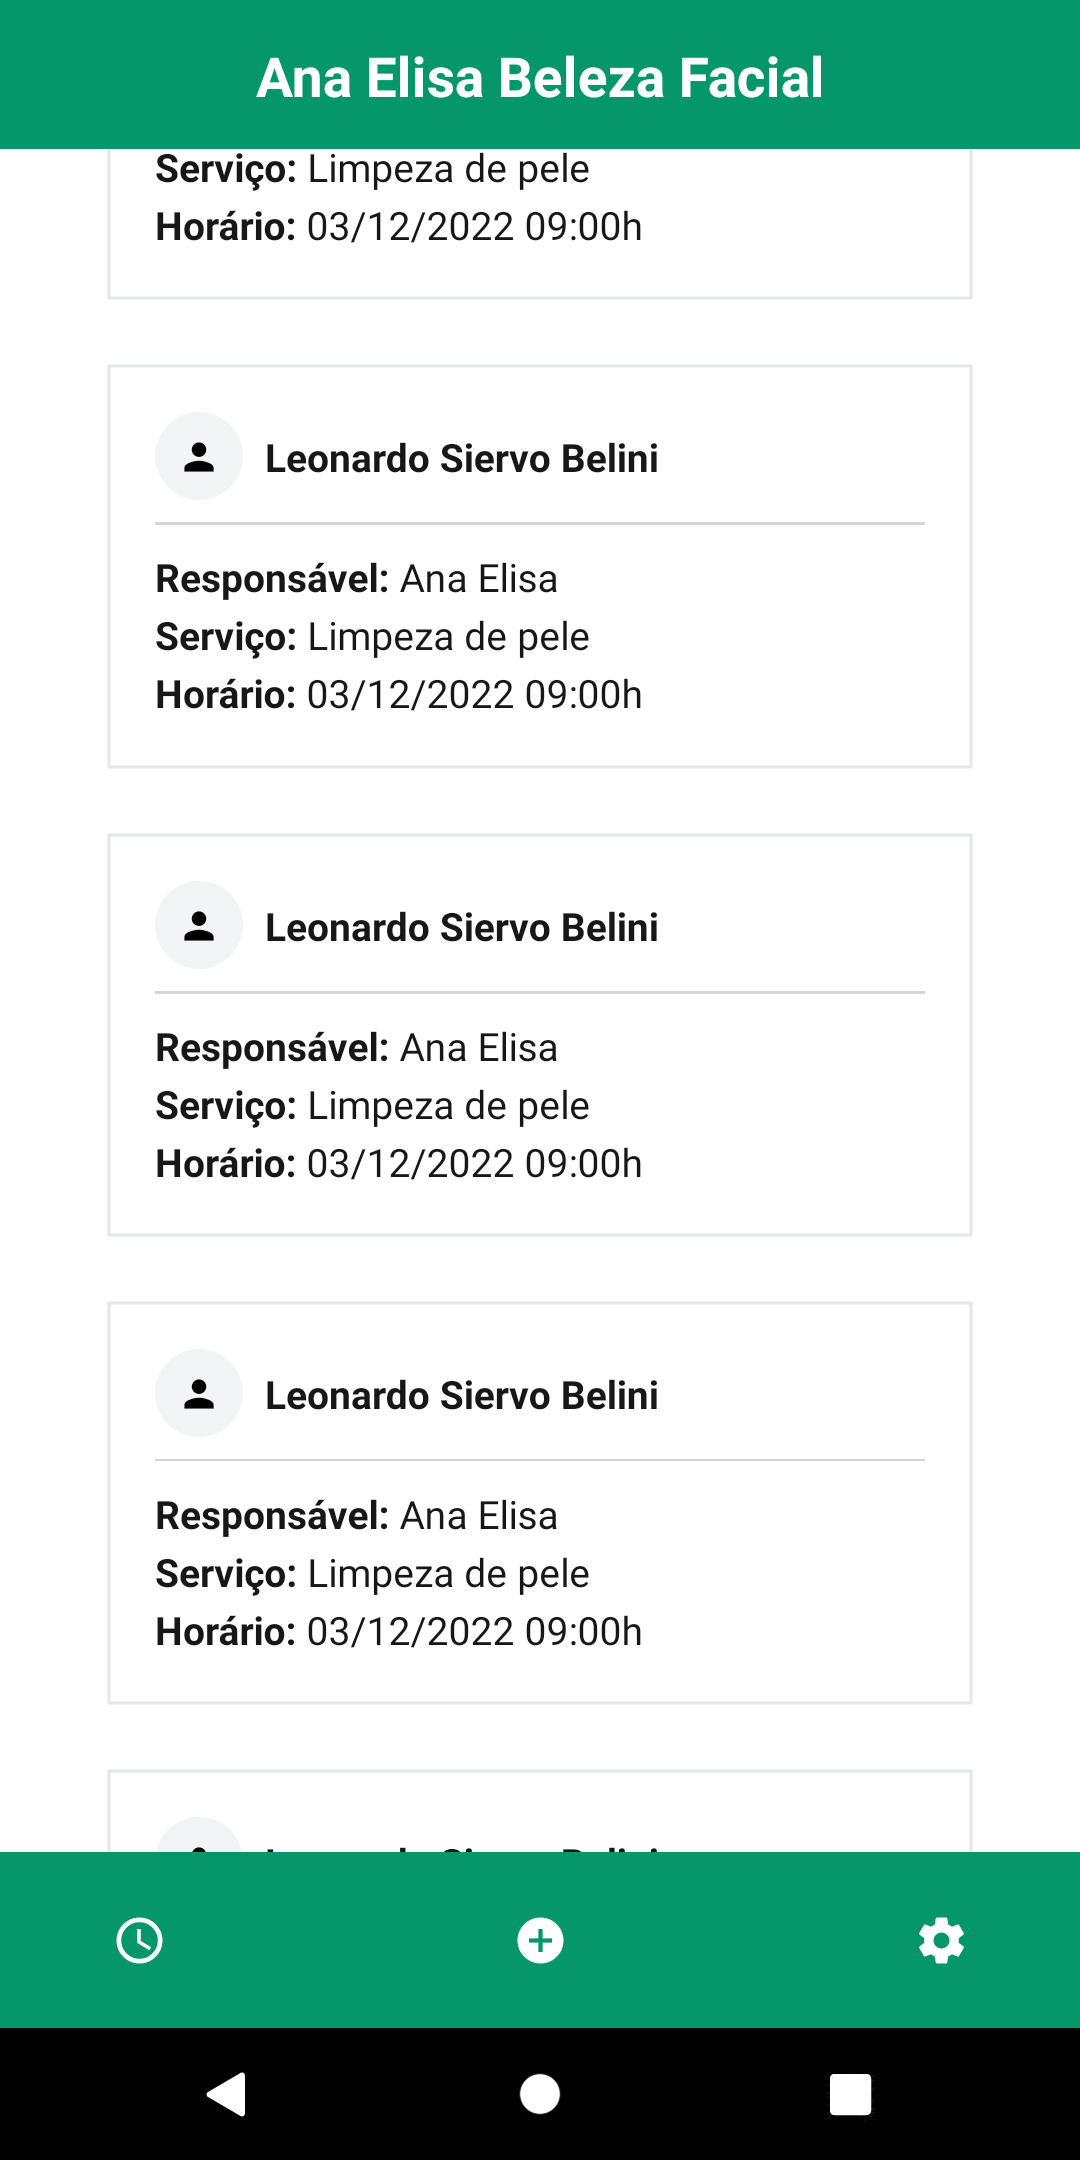 Ana Elisa Beleza Facial
Serviço: Limpeza de pele
Horário: 03/12/2022 09:00h
Leonardo Siervo Belini
Responsável: Ana Elisa
Serviço: Limpeza de pele
Horário: 03/12/2022 09:00h
Leonardo Siervo Belini
Responsável: Ana Elisa
Serviço: Limpeza de pele
Horário: 03/12/2022 09:00h
Leonardo Siervo Belini
Responsável: Ana Elisa
Serviço: Limpeza de pele
Horário: 03/12/2022 09:00h